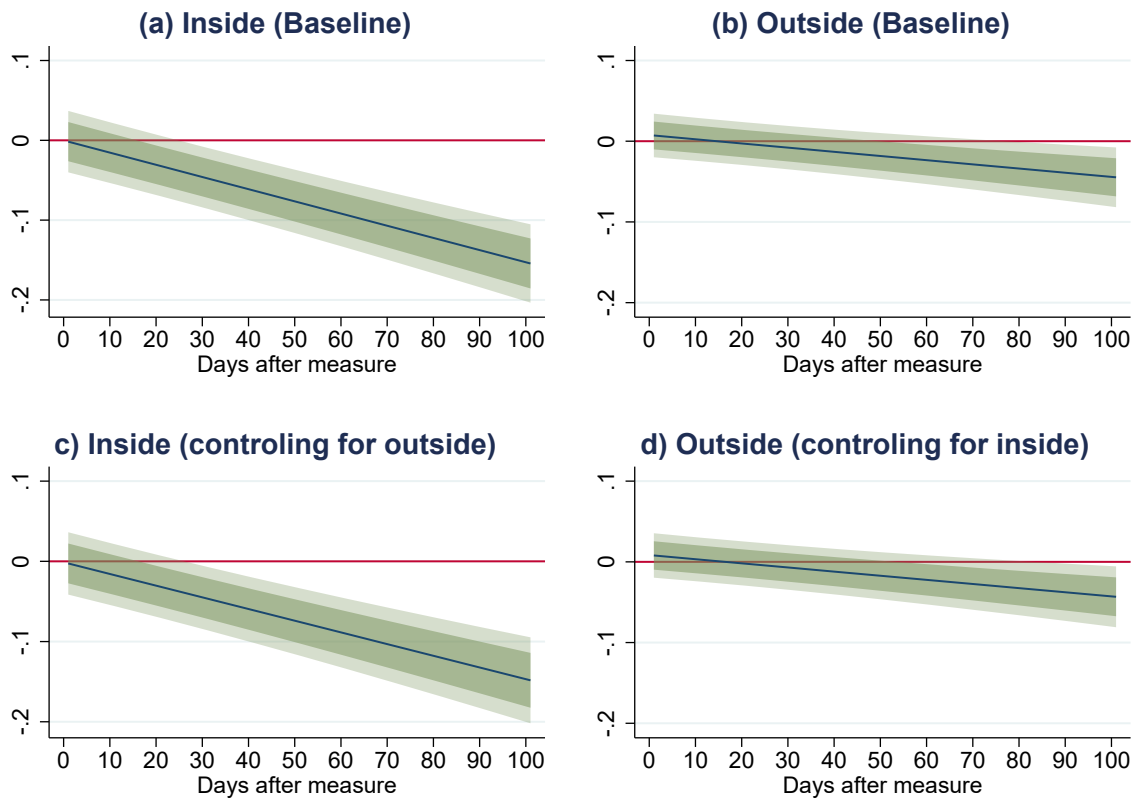 (a) Inside (Baseline)
.1
0
-.1
-.2
0 10 20 30 40 50 60 70 80 90 100
Days after measure
(b) Outside (Baseline)
.1
0
-.1
-.2
0 10 20 30 40 50 60 70 80 90 100
Days after measure
c) Inside (controling for outside)
.1
0
-.1
-.2
0 10 20 30 40 50 60 70 80 90 100
Days after measure
d) Outside (controling for inside)
.1
0
-.1
-.2
0 10 20 30 40 50 60 70 80 90 100
Days after measure